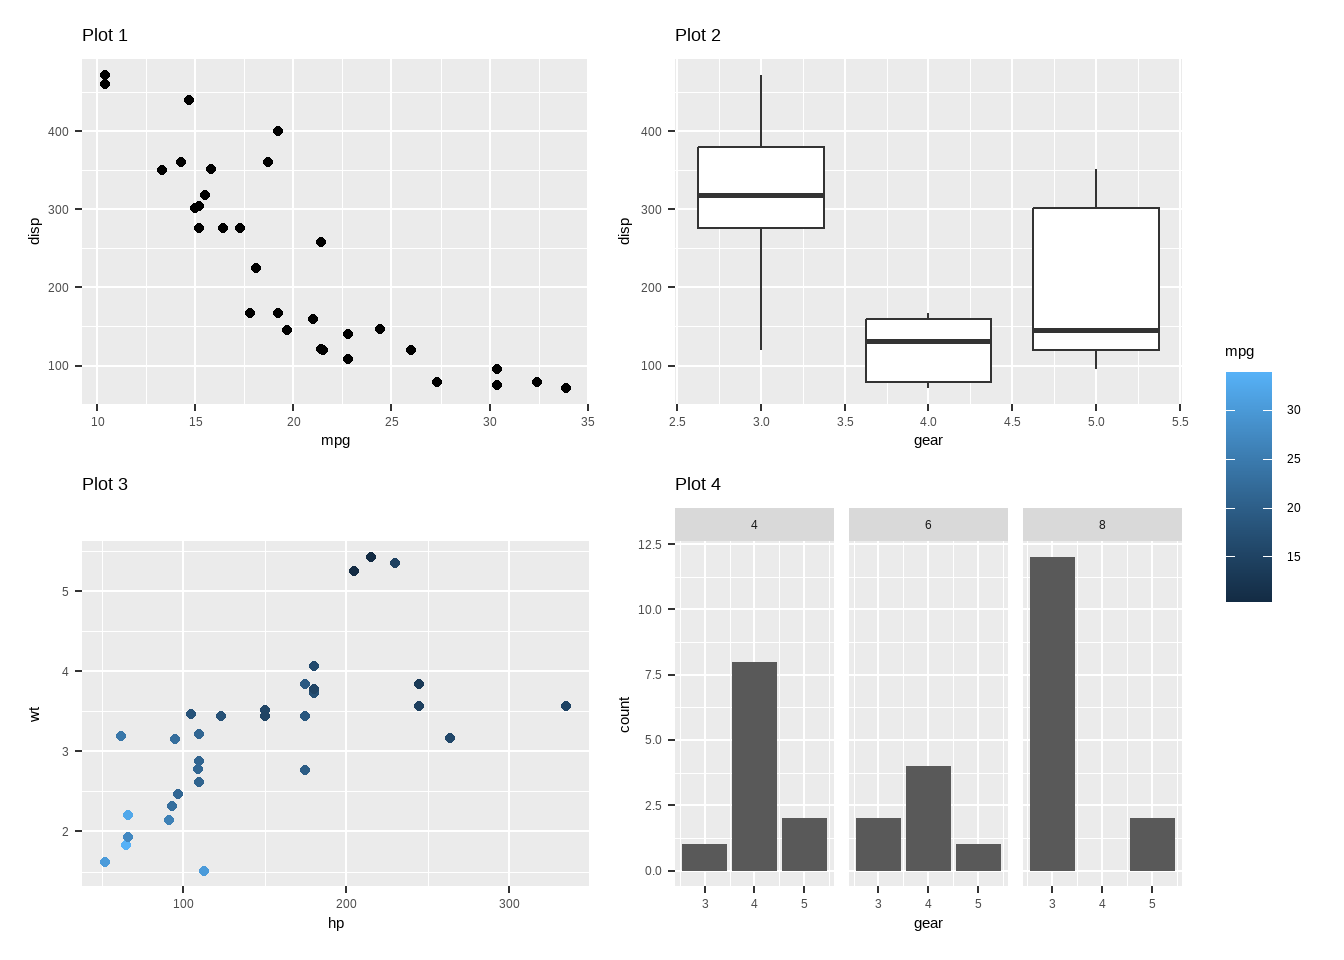 Plot 1
disp
400
300
200
100
10 15 20 25 30 35
mpg
Plot 2
disp
400
300
200
100
2.5 3.0 3.5 4.0 4.5 5.0 5.5
gear
Plot 3
wt
5
4
3
2
100 200 300
hp
Plot 4
4 6 8
count
12.5
10.0
7.5
5.0
2.5
0.0
3 4 5 3 4 5 3 4 5
gear
mpg
30
25
20
15